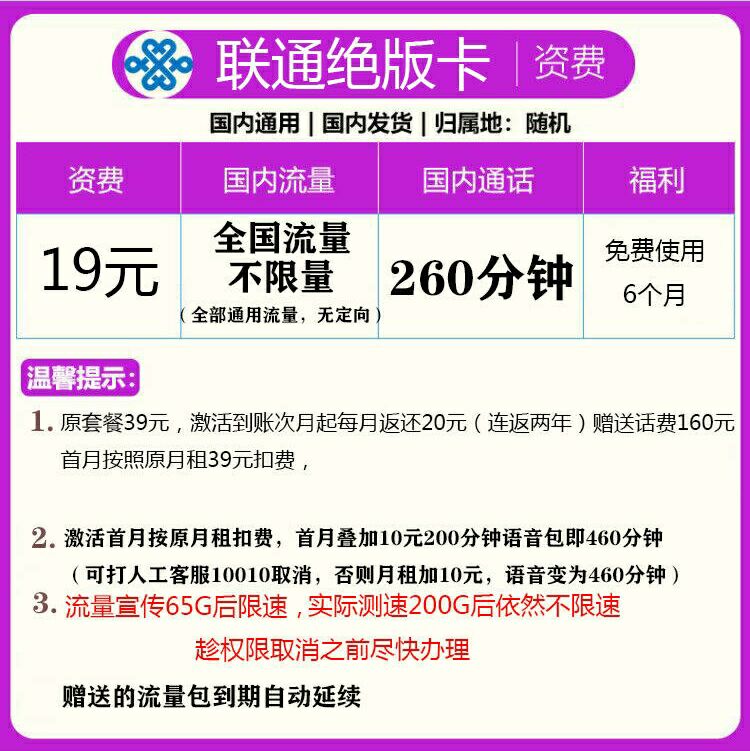 联通绝版卡 | 资费
国内通用 | 国内发货 | 归属地：随机
资费 国内流量 国内通话 福利
19元
全国流量
不限量
（全部通用流量，无定向）
260分钟
免费使用
6个月
温馨提示：
1. 原套餐39元，激活到账次月起每月返还20元（连返两年）赠送话费160元
首月按照原月租39元扣费，
2. 激活首月按原月租扣费，首月叠加10元200分钟语音包即460分钟
（可打人工客服10010取消，否则月租加10元，语音变为460分钟）
3. 流量宣传65G后限速，实际测速200G后依然不限速
趁权限取消之前尽快办理
赠送的流量包到期自动延续